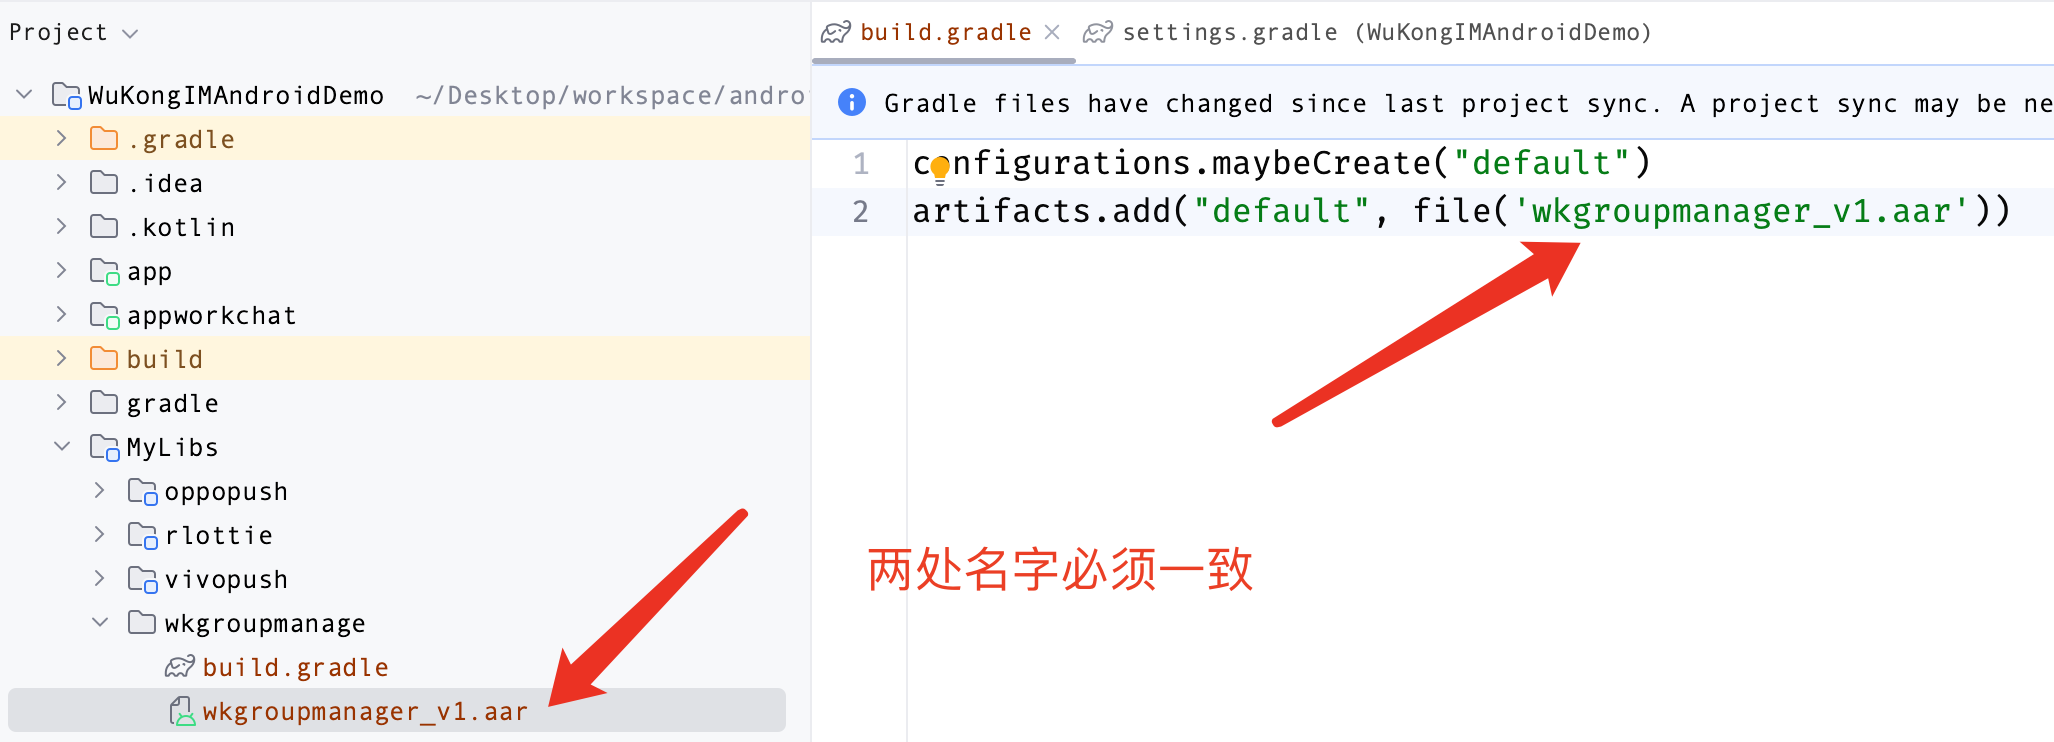 Project
WuKongIMAndroidDemo ~/Desktop/workspace/andro
.gradle
.idea
.kotlin
app
appworkchat
build
gradle
MyLibs
oppopush
rlottie
vivopush
wkgroupmanage
build.gradle
wkgroupmanager_v1.aar
build.gradle settings.gradle (WuKongIMAndroidDemo)
Gradle files have changed since last project sync. A project sync may be ne
1 configurations.maybeCreate("default")
2 artifacts.add("default", file('wkgroupmanager_v1.aar'))
两处名字必须一致